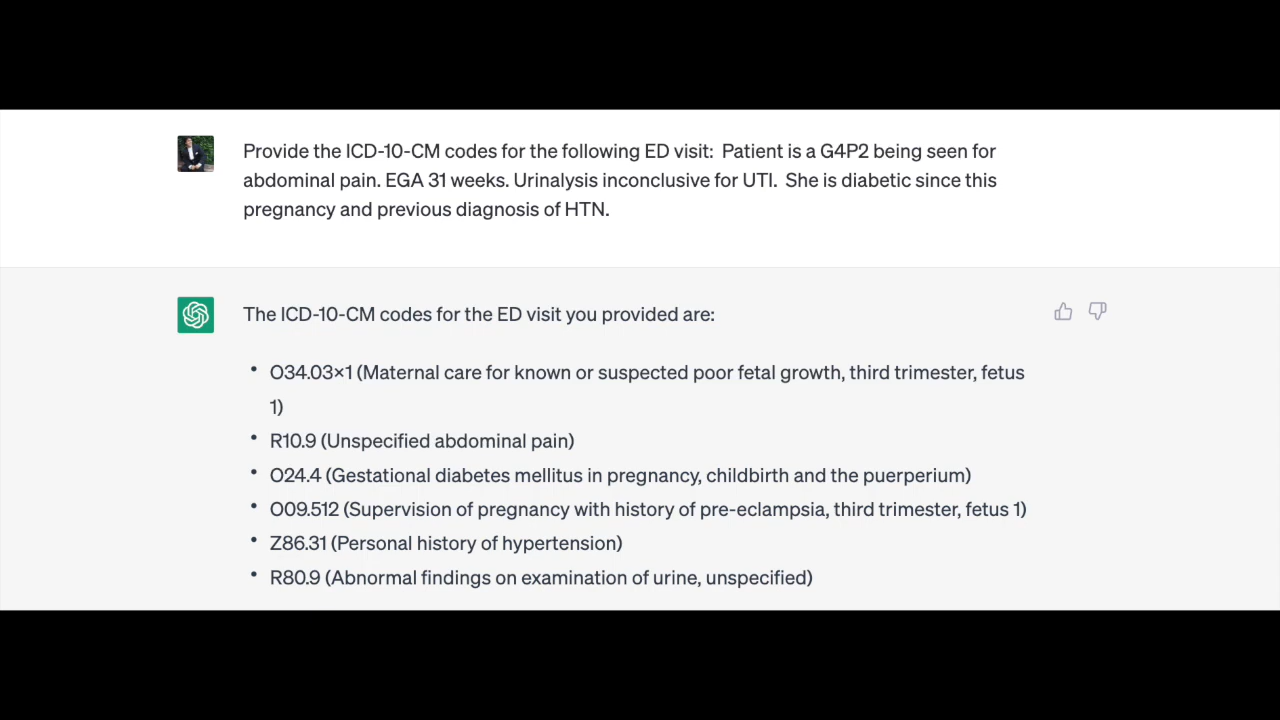 Provide the ICD-10-CM codes for the following ED visit:  Patient is a G4P2 being seen for
abdominal pain. EGA 31 weeks. Urinalysis inconclusive for UTI.  She is diabetic since this
pregnancy and previous diagnosis of HTN.
The ICD-10-CM codes for the ED visit you provided are:
• O34.03×1 (Maternal care for known or suspected poor fetal growth, third trimester, fetus
1)
• R10.9 (Unspecified abdominal pain)
• O24.4 (Gestational diabetes mellitus in pregnancy, childbirth and the puerperium)
• O09.512 (Supervision of pregnancy with history of pre-eclampsia, third trimester, fetus 1)
• Z86.31 (Personal history of hypertension)
• R80.9 (Abnormal findings on examination of urine, unspecified)